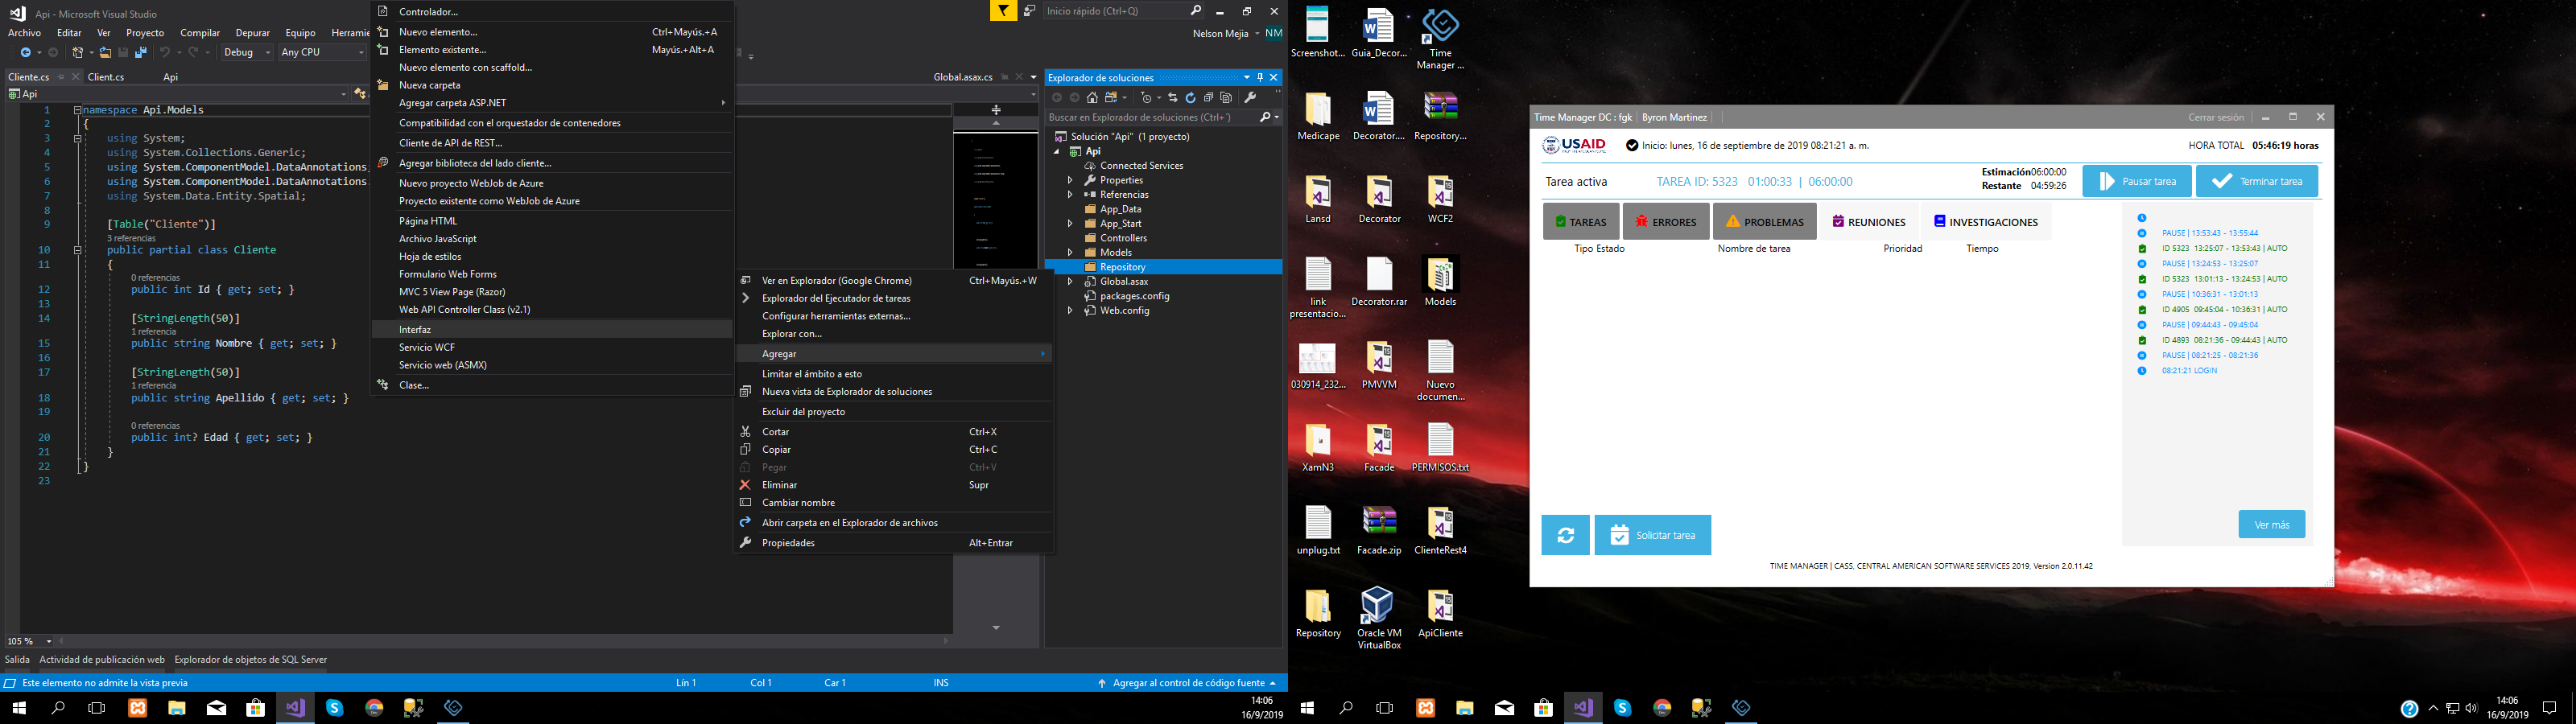 Api - Microsoft Visual Studio
Inicio rápido (Ctrl+Q)
Archivo Editar Ver Proyecto Compilar Depurar Equipo Herramie
Nelson Mejia NM
Debug Any CPU
Cliente.cs Client.cs Api Global.asax.cs
Api
1 namespace Api.Models
2 {
3 using System;
4 using System.Collections.Generic;
5 using System.ComponentModel.DataAnnotations;
6 using System.ComponentModel.DataAnnotations.
7 using System.Data.Entity.Spatial;
8
9 [Table("Cliente")]
3 referencias
10 public partial class Cliente
11 {
0 referencias
12 public int Id { get; set; }
13
14 [StringLength(50)]
1 referencia
15 public string Nombre { get; set; }
16
17 [StringLength(50)]
1 referencia
18 public string Apellido { get; set; }
19
0 referencias
20 public int? Edad { get; set; }
21 }
22 }
23
105 %
Salida Actividad de publicación web Explorador de objetos de SQL Server
Este elemento no admite la vista previa Lín 1 Col 1 Car 1 INS Agregar al control de código fuente
Controlador...
Nuevo elemento... Ctrl+Mayús.+A
Elemento existente... Mayús.+Alt+A
Nuevo elemento con scaffold...
Nueva carpeta
Agregar carpeta ASP.NET
Compatibilidad con el orquestador de contenedores
Cliente de API de REST...
Agregar biblioteca del lado cliente...
Nuevo proyecto WebJob de Azure
Proyecto existente como WebJob de Azure
Página HTML
Archivo JavaScript
Hoja de estilos
Formulario Web Forms
MVC 5 View Page (Razor)
Web API Controller Class (v2.1)
Interfaz
Servicio WCF
Servicio web (ASMX)
Clase...
Ver en Explorador (Google Chrome) Ctrl+Mayús.+W
Explorador del Ejecutador de tareas
Configurar herramientas externas...
Explorar con...
Agregar
Limitar el ámbito a esto
Nueva vista de Explorador de soluciones
Excluir del proyecto
Cortar Ctrl+X
Copiar Ctrl+C
Pegar Ctrl+V
Eliminar Supr
Cambiar nombre
Abrir carpeta en el Explorador de archivos
Propiedades Alt+Entrar
Explorador de soluciones
Buscar en Explorador de soluciones (Ctrl+´)
Solución "Api" (1 proyecto)
Api
Connected Services
Properties
Referencias
App_Data
App_Start
Controllers
Models
Repository
Global.asax
packages.config
Web.config
14:06
16/9/2019
Screenshot... Guia_Decor... Time
Manager ...
Medicape Decorator.... Repository...
Lansd Decorator WCF2
link Decorator.rar Models
presentacio...
030914_232... PMVVM Nuevo
documen...
XamN3 Facade PERMISOS.txt
unplug.txt Facade.zip ClienteRest4
Repository Oracle VM ApiCliente
VirtualBox
Time Manager DC : fgk Byron Martinez Cerrar sesión
USAID Inicio: lunes, 16 de septiembre de 2019 08:21:21 a. m. HORA TOTAL 05:46:19 horas
Tarea activa TAREA ID: 5323 01:00:33 | 06:00:00
Estimación06:00:00
Restante 04:59:26
Pausar tarea Terminar tarea
TAREAS ERRORES PROBLEMAS REUNIONES INVESTIGACIONES
Tipo Estado Nombre de tarea Prioridad Tiempo
PAUSE | 13:53:43 - 13:55:44
ID 5323 13:25:07 - 13:53:43 | AUTO
PAUSE | 13:24:53 - 13:25:07
ID 5323 13:01:13 - 13:24:53 | AUTO
PAUSE | 10:36:31 - 13:01:13
ID 4905 09:45:04 - 10:36:31 | AUTO
PAUSE | 09:44:43 - 09:45:04
ID 4893 08:21:36 - 09:44:43 | AUTO
PAUSE | 08:21:25 - 08:21:36
08:21:21 LOGIN
Ver más
Solicitar tarea
TIME MANAGER | CASS, CENTRAL AMERICAN SOFTWARE SERVICES 2019, Version 2.0.11.42
14:06
16/9/2019